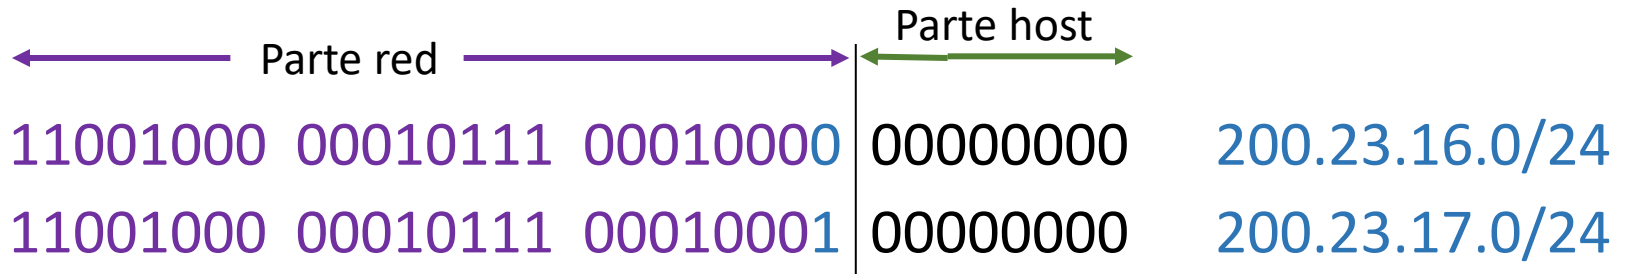 Parte host
Parte red
11001000 00010111 00010000 00000000 200.23.16.0/24
11001000 00010111 00010001 00000000 200.23.17.0/24